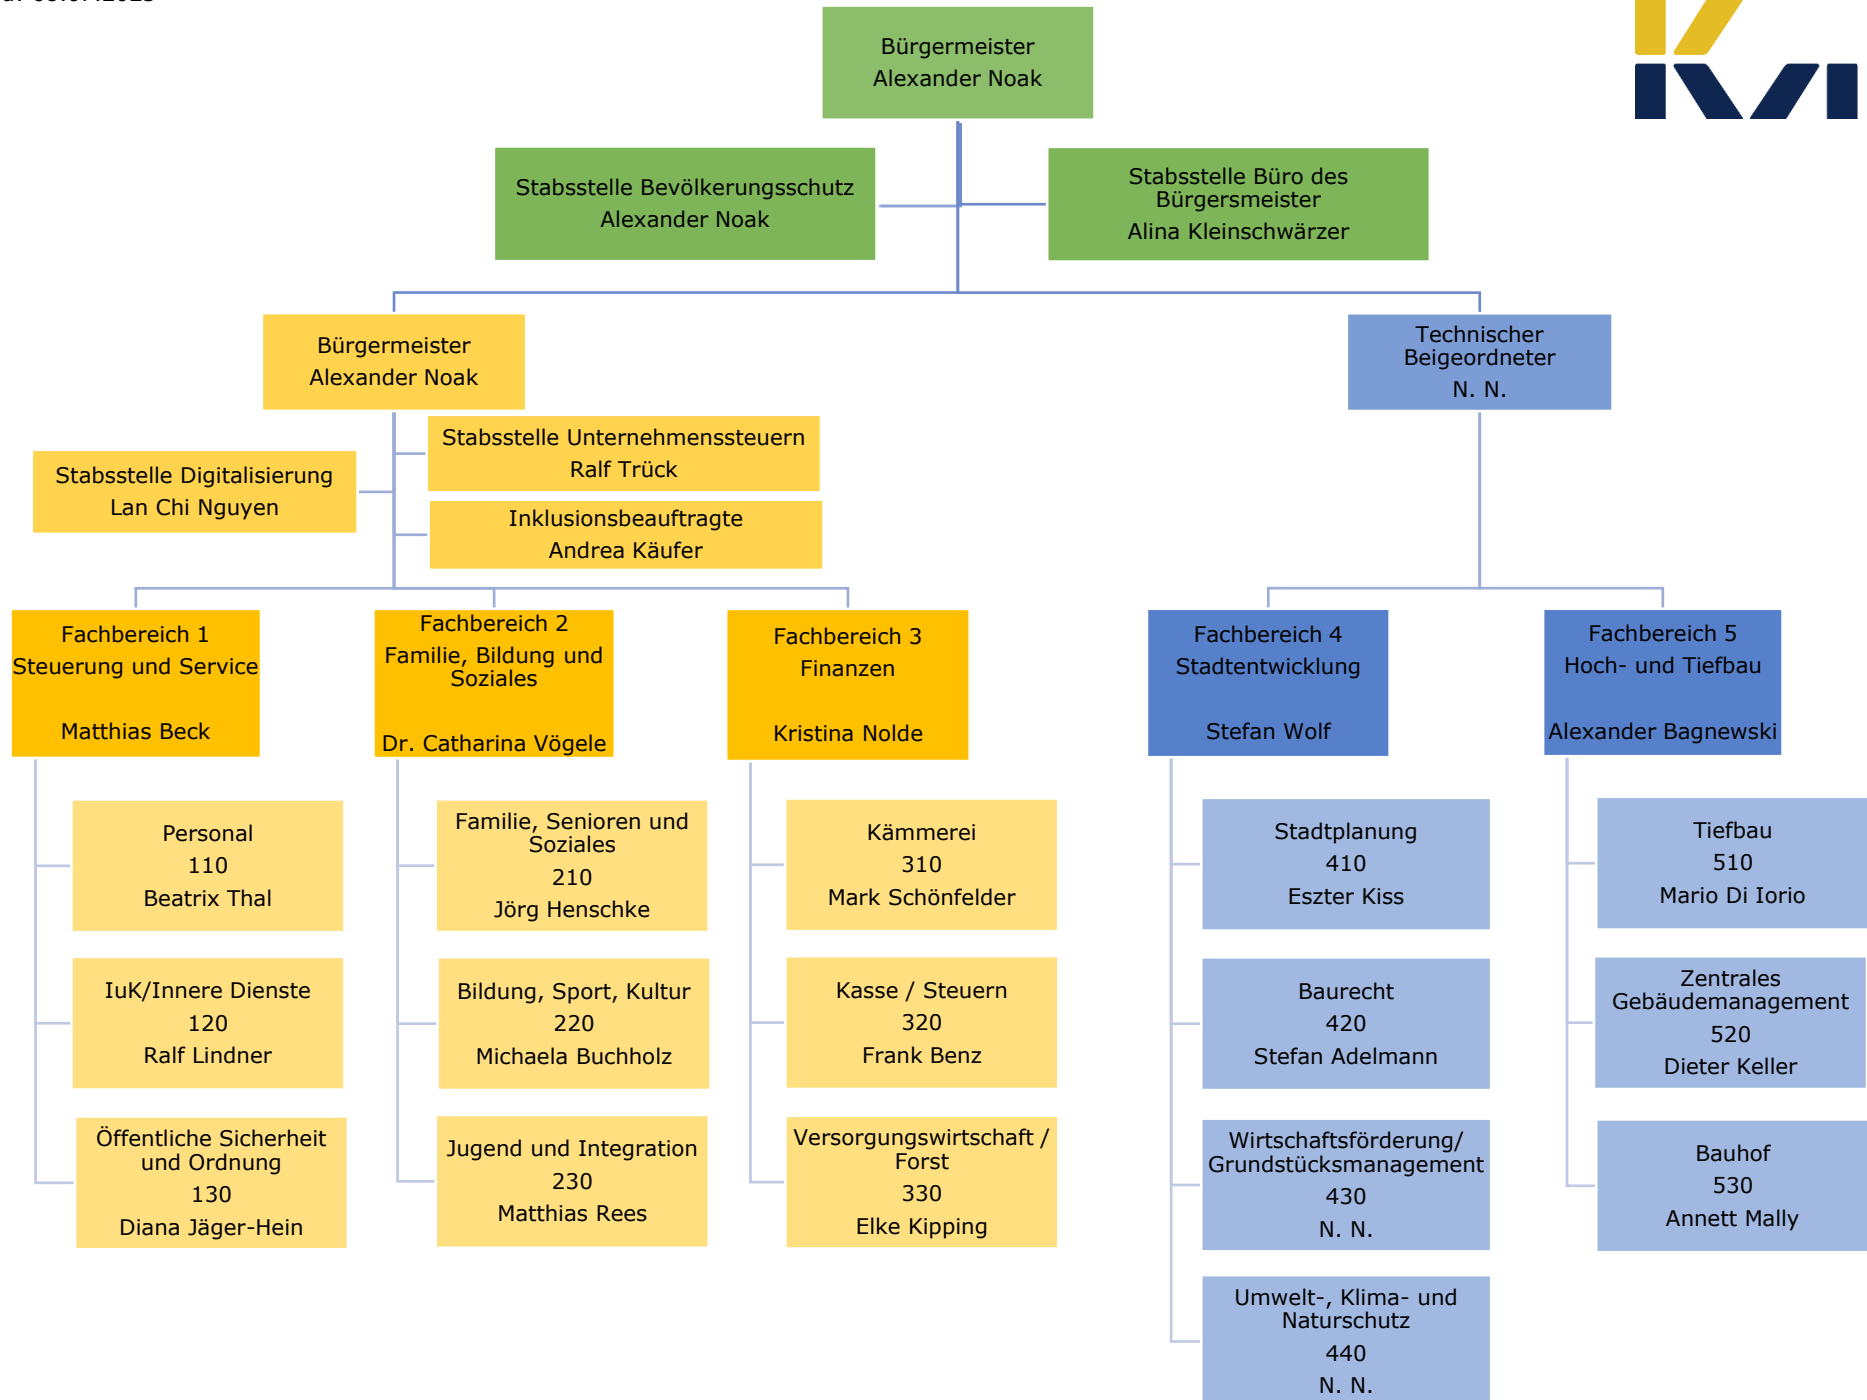 Bürgermeister
Alexander Noak
Stabsstelle Bevölkerungsschutz
Alexander Noak
Stabsstelle Büro des
Bürgersmeister
Alina Kleinschwärzer
Bürgermeister
Alexander Noak
Technischer
Beigeordneter
N. N.
Stabsstelle Unternehmenssteuern
Ralf Trück
Stabsstelle Digitalisierung
Lan Chi Nguyen
Inklusionsbeauftragte
Andrea Käufer
Fachbereich 1
Steuerung und Service
Matthias Beck
Fachbereich 2
Familie, Bildung und
Soziales
Dr. Catharina Vögele
Fachbereich 3
Finanzen
Kristina Nolde
Fachbereich 4
Stadtentwicklung
Stefan Wolf
Fachbereich 5
Hoch- und Tiefbau
Alexander Bagnewski
Personal
110
Beatrix Thal
Familie, Senioren und
Soziales
210
Jörg Henschke
Kämmerei
310
Mark Schönfelder
Stadtplanung
410
Eszter Kiss
Tiefbau
510
Mario Di Iorio
IuK/Innere Dienste
120
Ralf Lindner
Bildung, Sport, Kultur
220
Michaela Buchholz
Kasse / Steuern
320
Frank Benz
Baurecht
420
Stefan Adelmann
Zentrales
Gebäudemanagement
520
Dieter Keller
Öffentliche Sicherheit
und Ordnung
130
Diana Jäger-Hein
Jugend und Integration
230
Matthias Rees
Versorgungswirtschaft /
Forst
330
Elke Kipping
Wirtschaftsförderung/
Grundstücksmanagement
430
N. N.
Bauhof
530
Annett Mally
Umwelt-, Klima- und
Naturschutz
440
N. N.